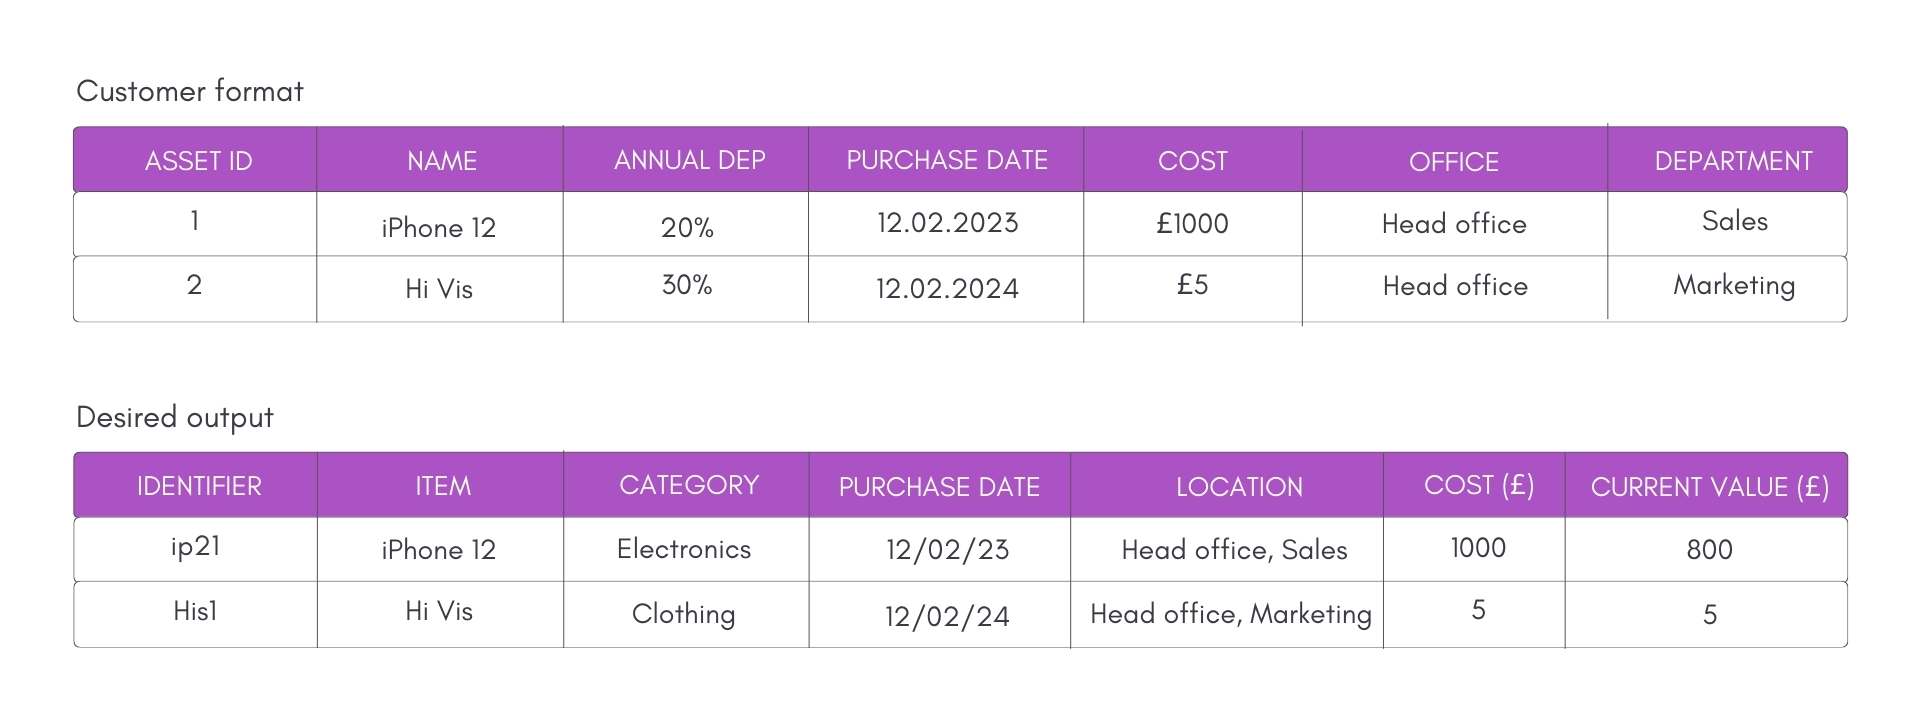 Customer format
ASSET ID NAME ANNUAL DEP PURCHASE DATE COST OFFICE DEPARTMENT
1 iPhone 12 20% 12.02.2023 £1000 Head office Sales
2 Hi Vis 30% 12.02.2024 £5 Head office Marketing
Desired output
IDENTIFIER ITEM CATEGORY PURCHASE DATE LOCATION COST (£) CURRENT VALUE (£)
ip21 iPhone 12 Electronics 12/02/23 Head office, Sales 1000 800
His1 Hi Vis Clothing 12/02/24 Head office, Marketing 5 5